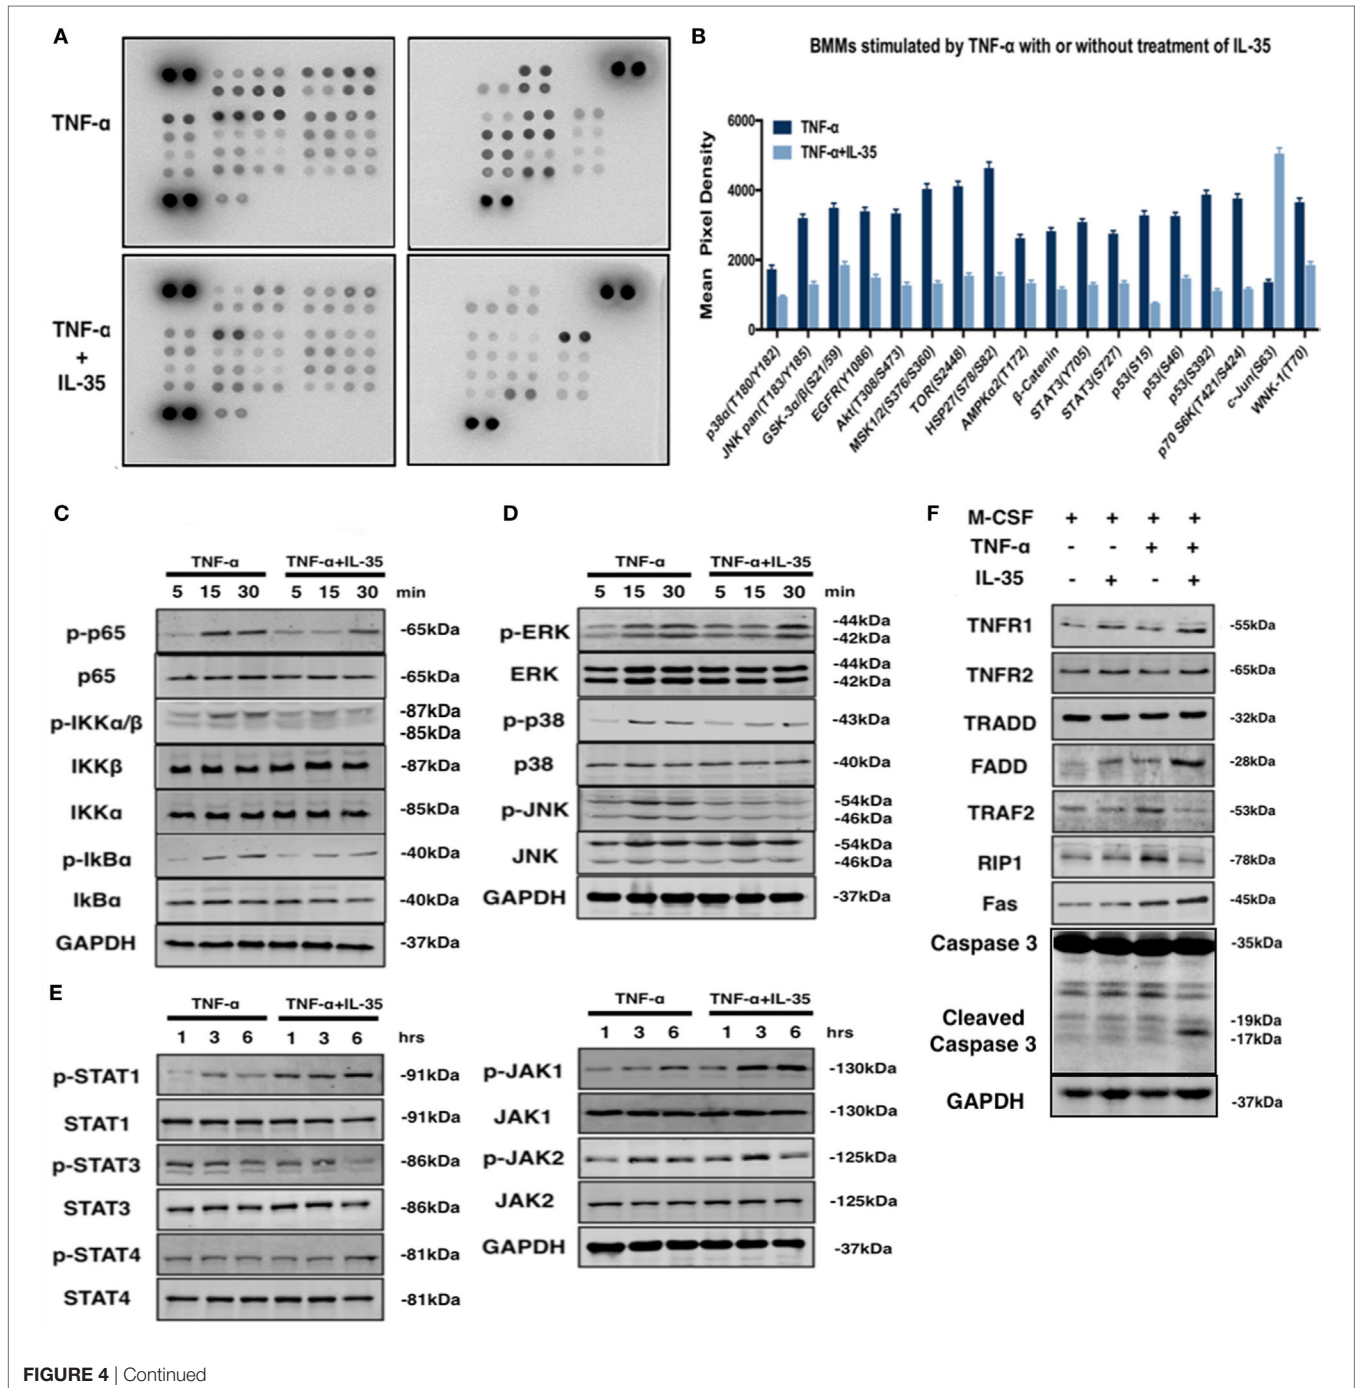 A
TNF-α
TNF-α
+
IL-35
B
BMMs stimulated by TNF-α with or without treatment of IL-35
TNF-α
TNF-α+IL-35
Mean Pixel Density
6000
4000
2000
0
p38α(T180/Y182)
JNK pan(T183/Y185)
GSK-3α/β(S21/S9)
EGFR(Y1086)
Akt(T308/S473)
MSK1/2(S376/S360)
TOR(S2448)
HSP27(S78/S82)
AMPKα2(T172)
β-Catenin
STAT3(Y705)
STAT3(S727)
p53(S15)
p53(S46)
p53(S392)
p70 S6K(T421/S424)
c-Jun(S63)
WNK-1(T70)
C
TNF-α TNF-α+IL-35
5 15 30 5 15 30 min
p-p65 -65kDa
p65 -65kDa
p-IKKα/β -87kDa
-85kDa
IKKβ -87kDa
IKKα -85kDa
p-IkBα -40kDa
IkBα -40kDa
GAPDH -37kDa
D
TNF-α TNF-α+IL-35
5 15 30 5 15 30 min
p-ERK -44kDa
-42kDa
ERK -44kDa
-42kDa
p-p38 -43kDa
p38 -40kDa
p-JNK -54kDa
-46kDa
JNK -54kDa
-46kDa
GAPDH -37kDa
E
TNF-α TNF-α+IL-35
1 3 6 1 3 6 hrs
p-STAT1 -91kDa
STAT1 -91kDa
p-STAT3 -86kDa
STAT3 -86kDa
p-STAT4 -81kDa
STAT4 -81kDa
TNF-α TNF-α+IL-35
1 3 6 1 3 6 hrs
p-JAK1 -130kDa
JAK1 -130kDa
p-JAK2 -125kDa
JAK2 -125kDa
GAPDH -37kDa
F
M-CSF + + + +
TNF-α - - + +
IL-35 - + - +
TNFR1 -55kDa
TNFR2 -65kDa
TRADD -32kDa
FADD -28kDa
TRAF2 -53kDa
RIP1 -78kDa
Fas -45kDa
Caspase 3 -35kDa
Cleaved -19kDa
Caspase 3 -17kDa
GAPDH -37kDa
FIGURE 4 | Continued